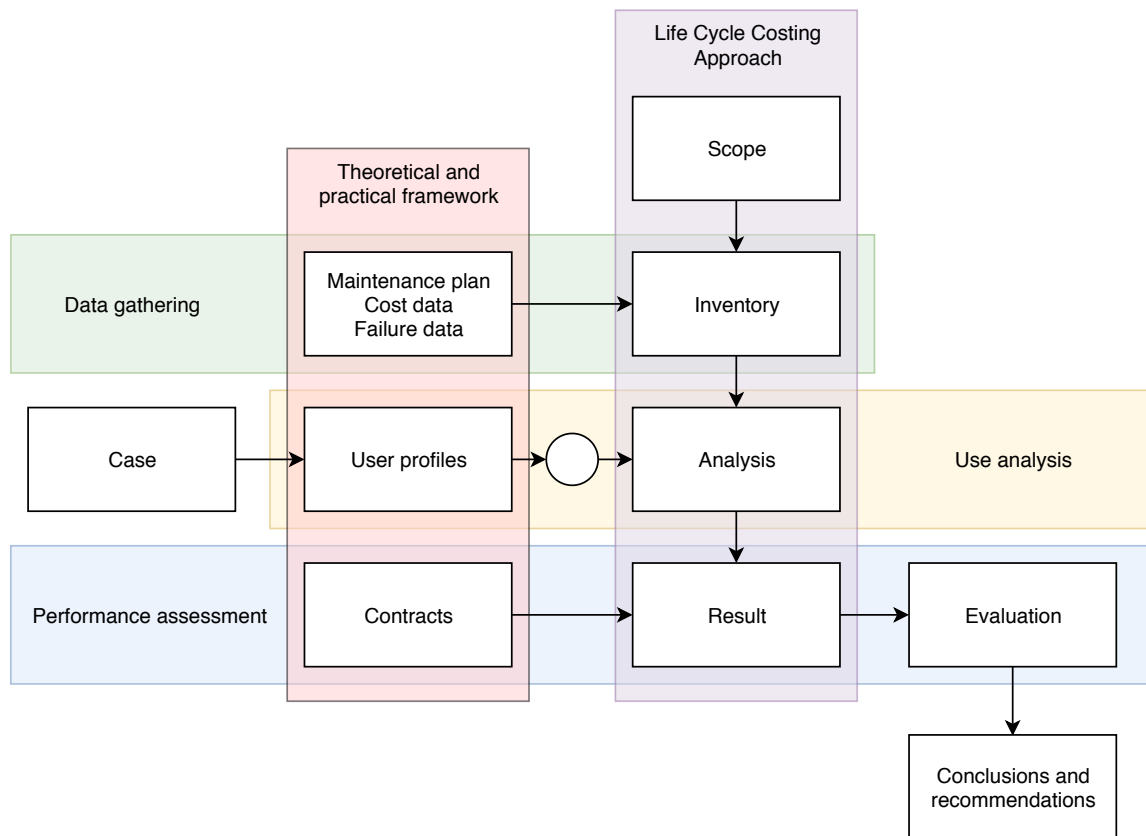 Life Cycle Costing
Approach
Scope
Theoretical and
practical framework
Data gathering
Maintenance plan
Cost data
Failure data
Inventory
Case
User profiles
Analysis
Use analysis
Performance assessment
Contracts
Result
Evaluation
Conclusions and
recommendations